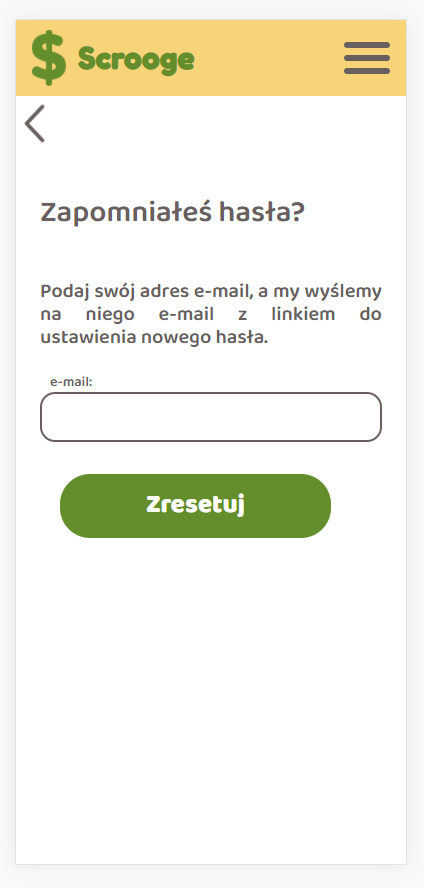 $ Scrooge
Zapomniałeś hasła?
Podaj swój adres e-mail, a my wyślemy
na niego e-mail z linkiem do
ustawienia nowego hasła.
e-mail:
Zresetuj